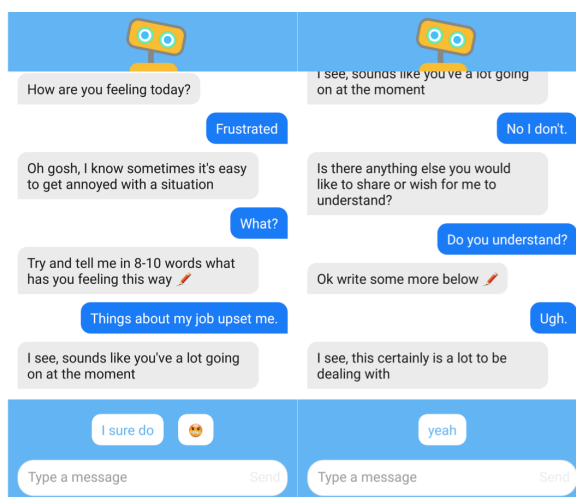 How are you feeling today?
Frustrated
Oh gosh, I know sometimes it's easy
to get annoyed with a situation
What?
Try and tell me in 8-10 words what
has you feeling this way
Things about my job upset me.
I see, sounds like you've a lot going
on at the moment
I sure do
Type a message
Send
I see, sounds like you've a lot going
on at the moment
No I don't.
Is there anything else you would
like to share or wish for me to
understand?
Do you understand?
Ok write some more below
Ugh.
I see, this certainly is a lot to be
dealing with
yeah
Type a message
Send